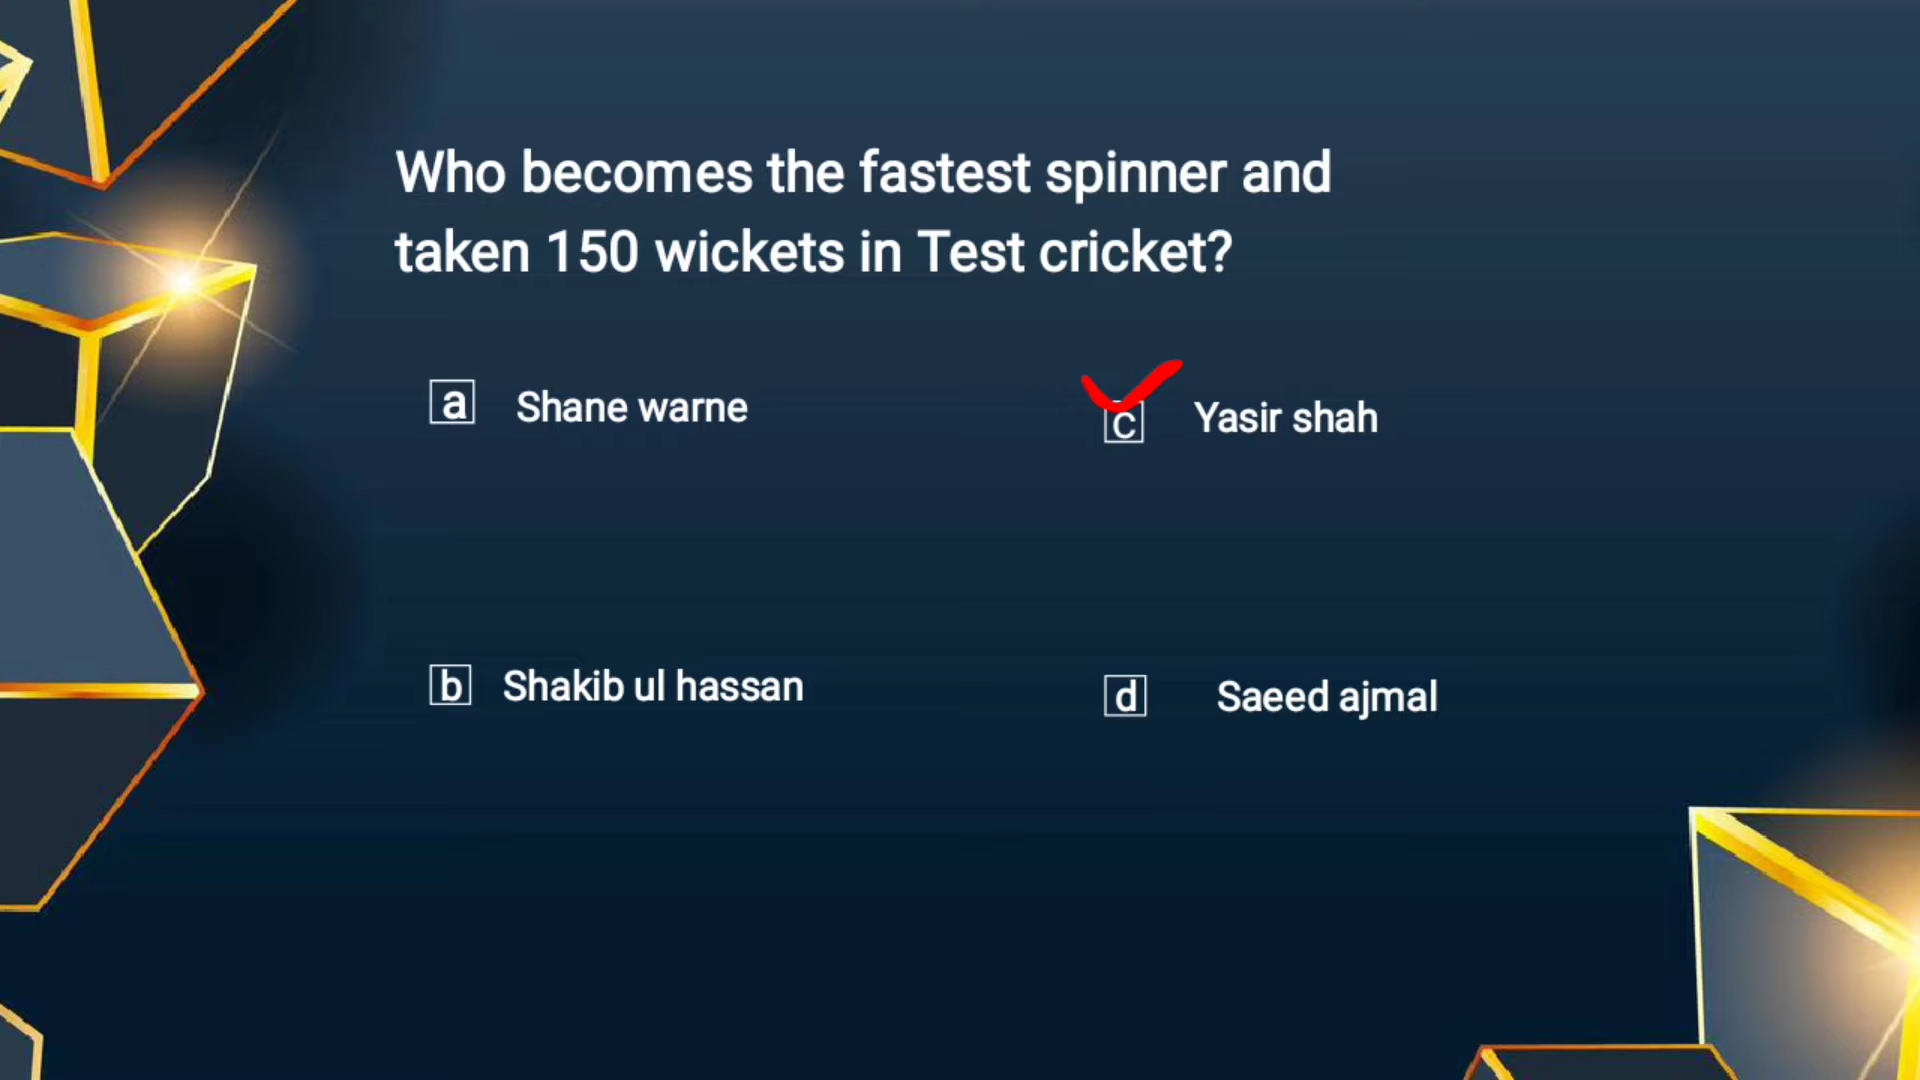 Who becomes the fastest spinner and
taken 150 wickets in Test cricket?
a Shane warne
c Yasir shah
b Shakib ul hassan
d Saeed ajmal